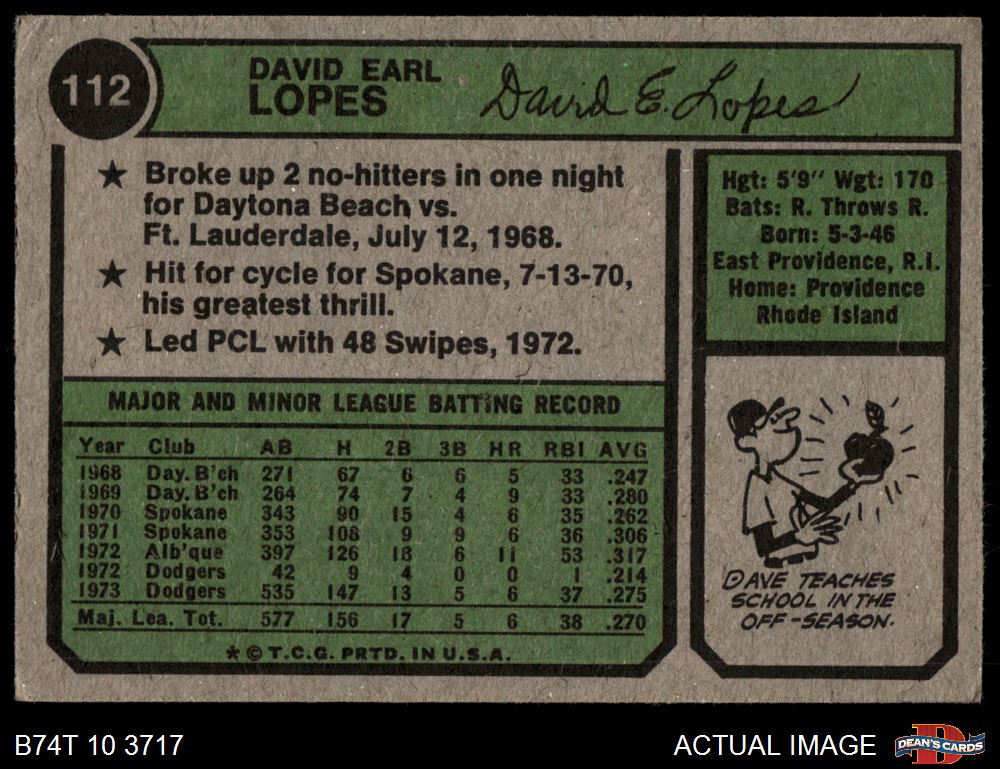 112
DAVID EARL
LOPES
David E. Lopes
★ Broke up 2 no-hitters in one night
for Daytona Beach vs.
Ft. Lauderdale, July 12, 1968.
★ Hit for cycle for Spokane, 7-13-70,
his greatest thrill.
★ Led PCL with 48 Swipes, 1972.
Hgt: 5'9" Wgt: 170
Bats: R. Throws R.
Born: 5-3-46
East Providence, R.I.
Home: Providence
Rhode Island
MAJOR AND MINOR LEAGUE BATTING RECORD
Year Club AB H 2B 3B HR RBI AVG
1968 Day. B'ch 271 67 6 6 5 33 .247
1969 Day. B'ch 264 74 7 4 9 33 .280
1970 Spokane 343 90 15 4 6 35 .262
1971 Spokane 353 108 9 9 6 36 .306
1972 Alb'que 397 126 18 6 11 53 .317
1972 Dodgers 42 9 4 0 0 1 .214
1973 Dodgers 535 147 13 5 6 37 .275
Maj. Lea. Tot. 577 156 17 5 6 38 .270
★ © T.C.G. PRTD. IN U.S.A.
DAVE TEACHES
SCHOOL IN THE
OFF-SEASON.
B74T 10 3717
ACTUAL IMAGE
D
DEAN'S CARDS